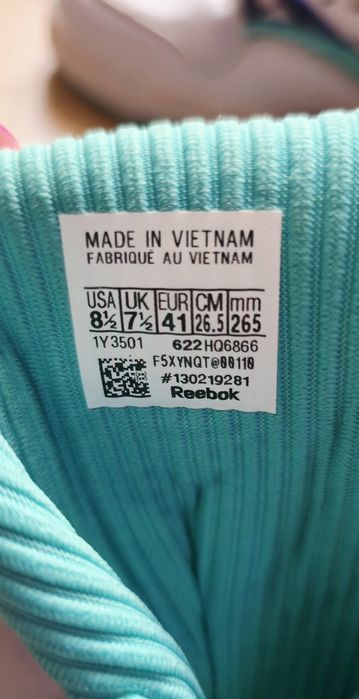 MADE IN VIETNAM
FABRIQUÉ AU VIETNAM
USA UK EUR CM mm
8½ 7½ 41 26.5 265
1Y3501 622HQ6866
F5XYNQT@00110
#130219281
Reebok